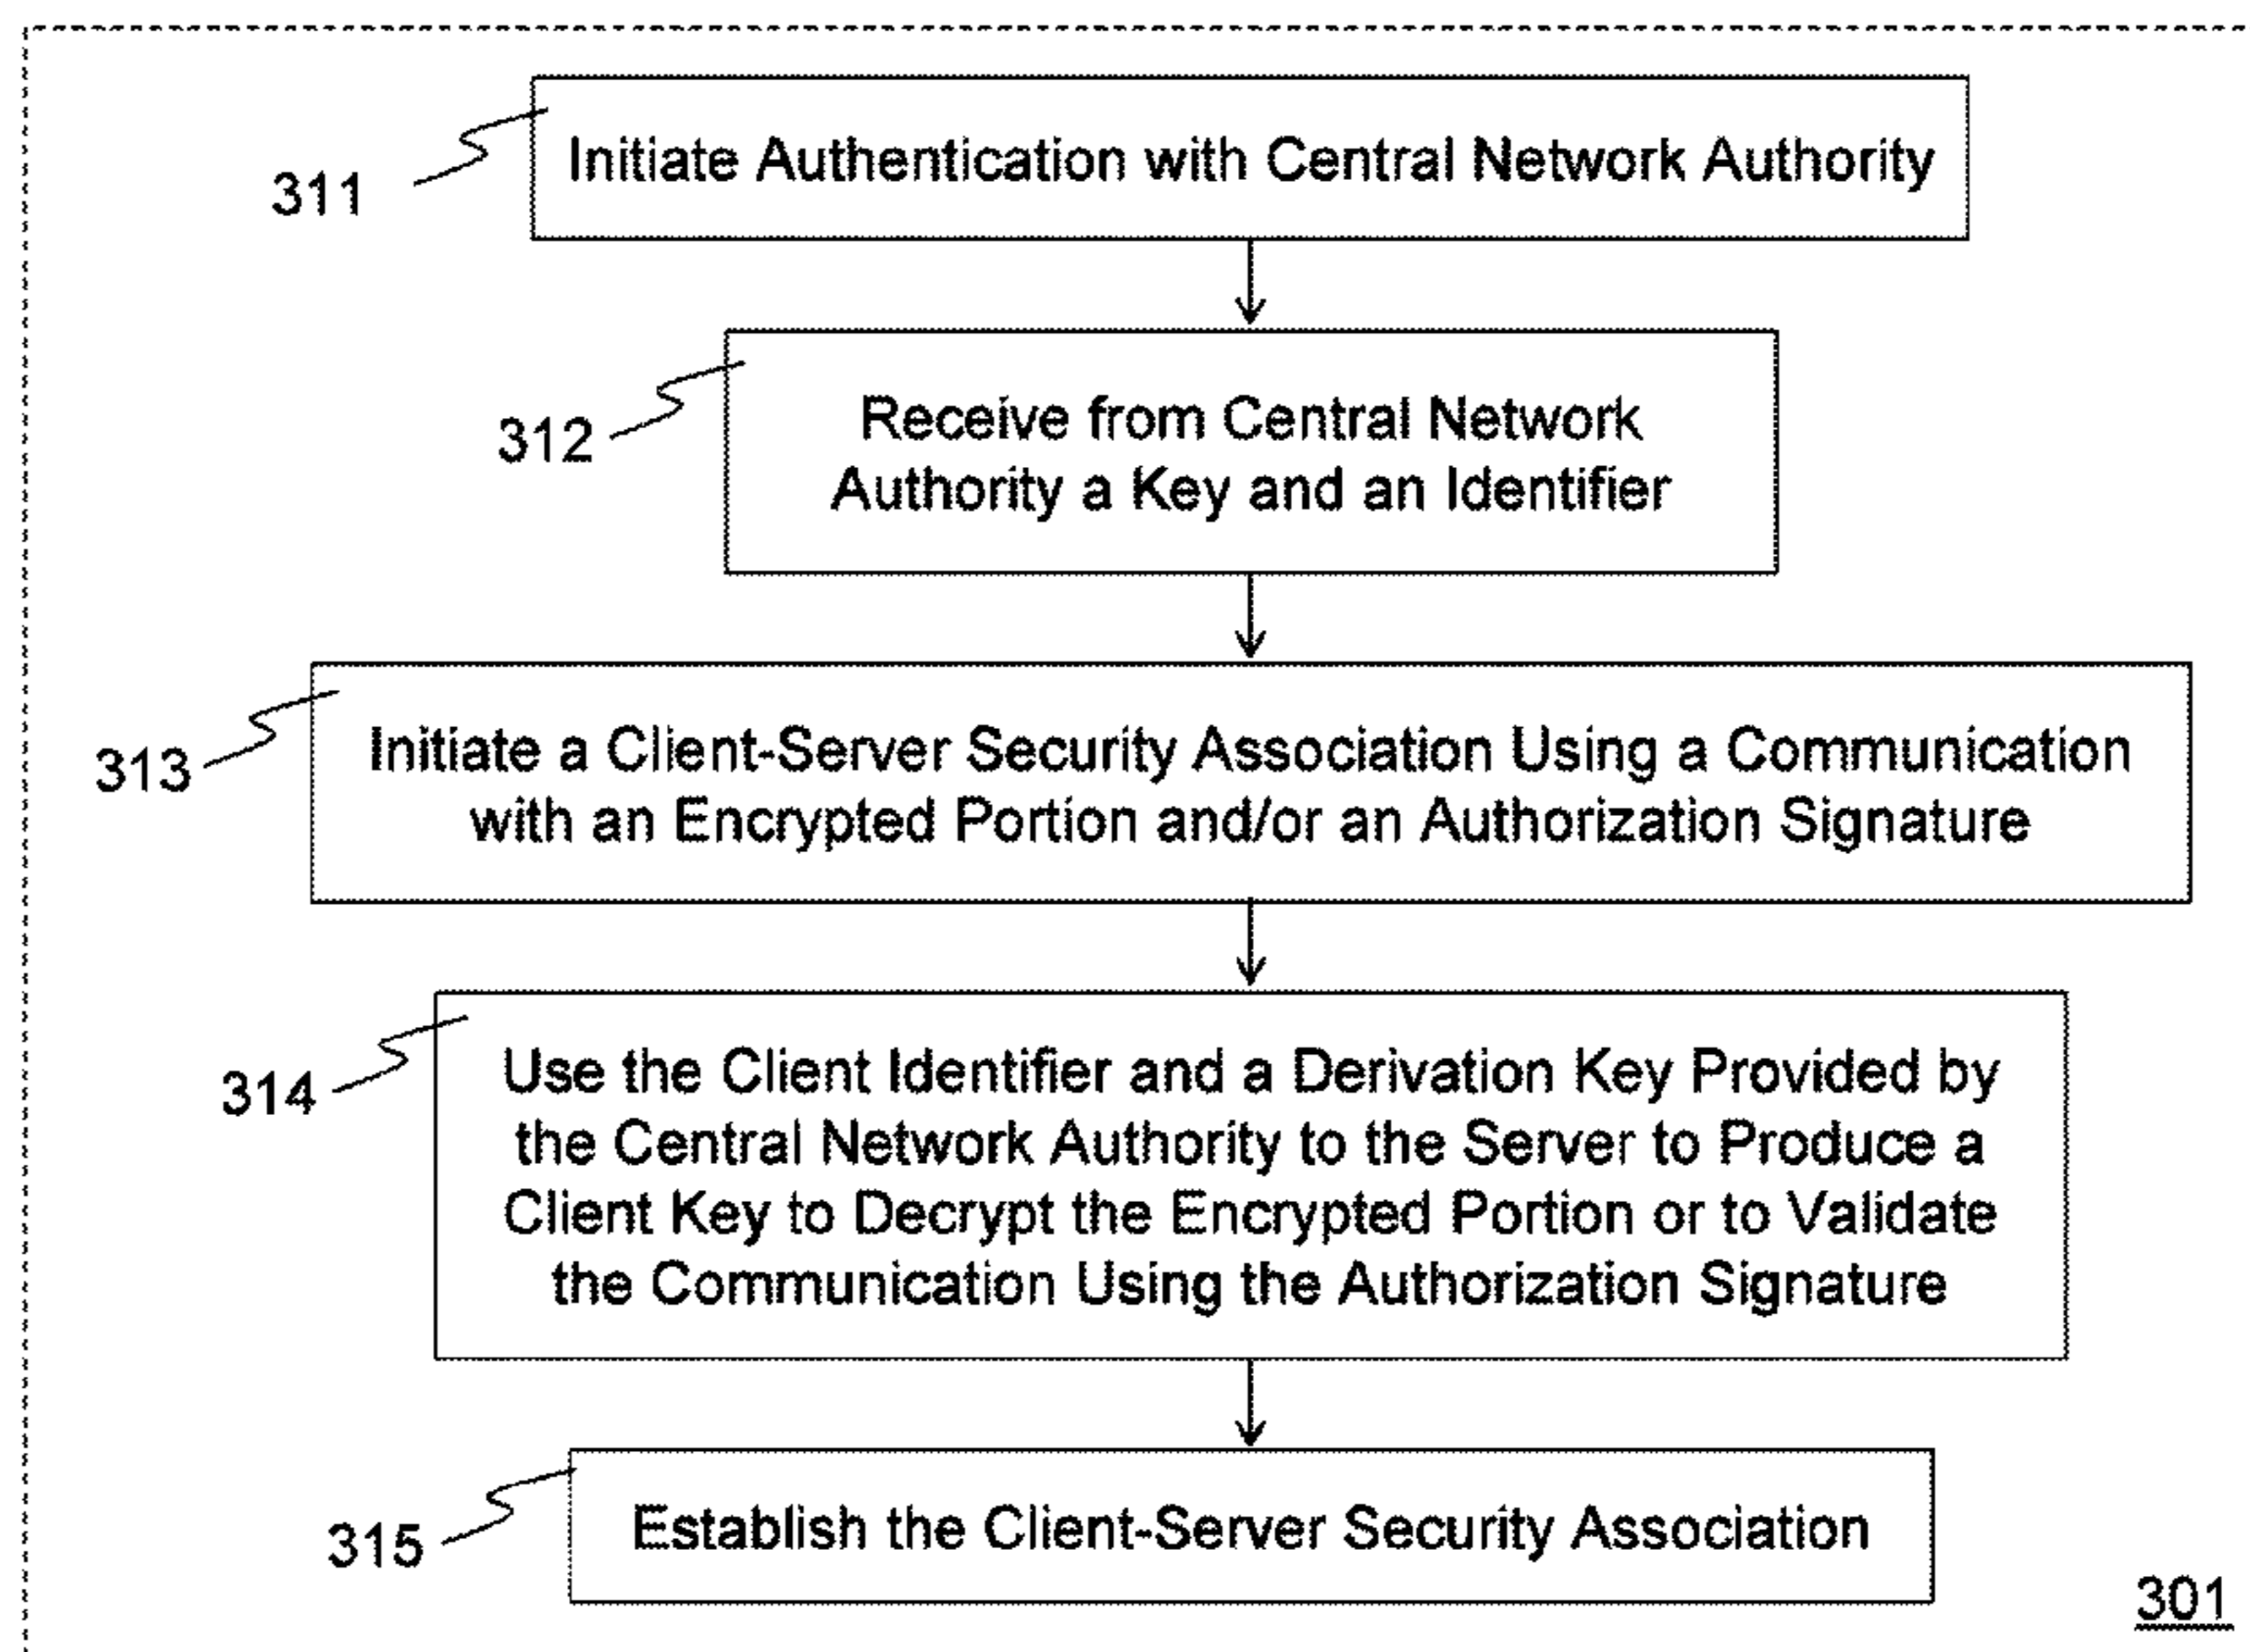 311
Initiate Authentication with Central Network Authority
312
Receive from Central Network
Authority a Key and an Identifier
313
Initiate a Client-Server Security Association Using a Communication
with an Encrypted Portion and/or an Authorization Signature
314
Use the Client Identifier and a Derivation Key Provided by
the Central Network Authority to the Server to Produce a
Client Key to Decrypt the Encrypted Portion or to Validate
the Communication Using the Authorization Signature
315
Establish the Client-Server Security Association
301